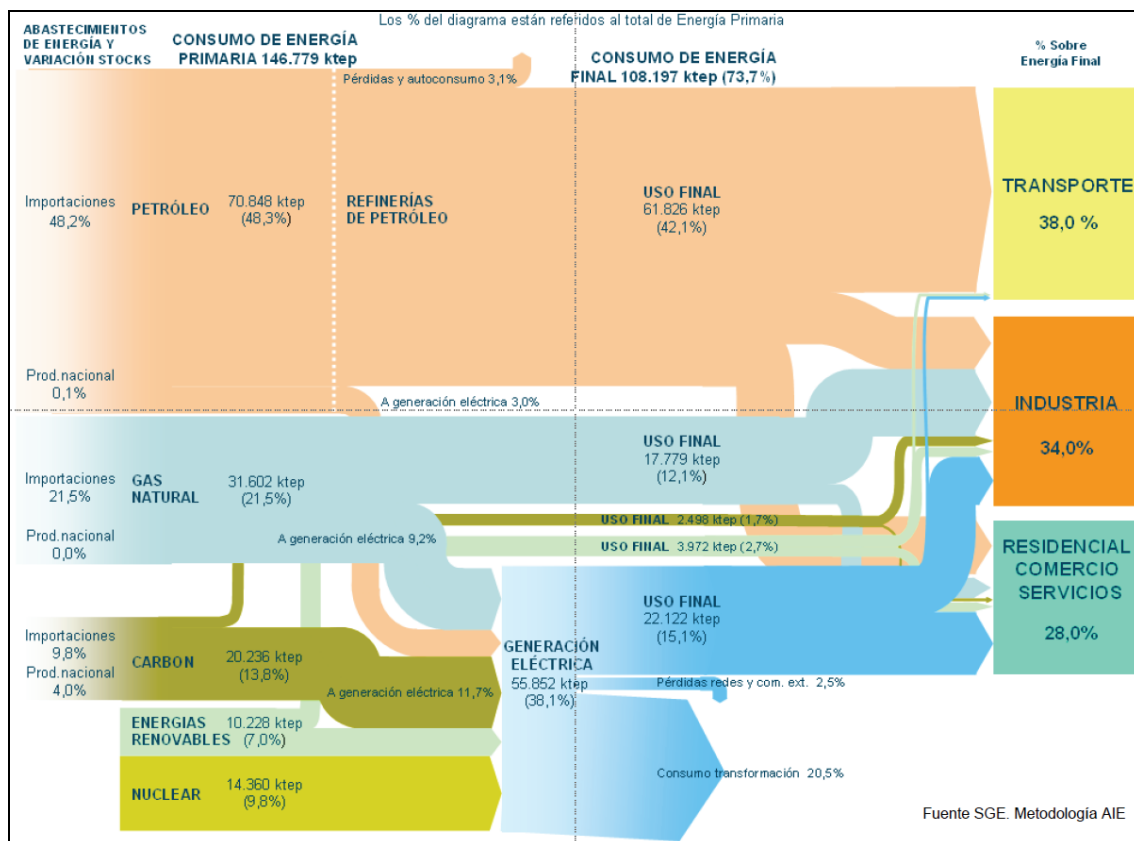 Los % del diagrama están referidos al total de Energía Primaria
ABASTECIMIENTOS
DE ENERGÍA Y
VARIACIÓN STOCKS
CONSUMO DE ENERGÍA
PRIMARIA 146.779 ktep
Pérdidas y autoconsumo 3,1%
CONSUMO DE ENERGÍA
FINAL 108.197 ktep (73,7%)
% Sobre
Energía Final
Importaciones
48,2%
PETRÓLEO
70.848 ktep
(48,3%)
REFINERÍAS
DE PETRÓLEO
USO FINAL
61.826 ktep
(42,1%)
TRANSPORTE
38,0 %
Prod.nacional
0,1%
A generación eléctrica 3,0%
INDUSTRIA
34,0%
Importaciones
21,5%
GAS
NATURAL
31.602 ktep
(21,5%)
USO FINAL
17.779 ktep
(12,1%)
Prod.nacional
0,0%
A generación eléctrica 9,2%
USO FINAL 2.498 ktep (1,7%)
USO FINAL 3.972 ktep (2,7%)
RESIDENCIAL
COMERCIO
SERVICIOS
28,0%
USO FINAL
22.122 ktep
(15,1%)
Importaciones
9,8%
Prod.nacional
4,0%
CARBON
20.236 ktep
(13,8%)
A generación eléctrica 11,7%
GENERACIÓN
ELÉCTRICA
55.852 ktep
(38,1%)
Pérdidas redes y com. ext. 2,5%
ENERGIAS
RENOVABLES
10.228 ktep
(7,0%)
Consumo transformación 20,5%
NUCLEAR
14.360 ktep
(9,8%)
Fuente SGE. Metodología AIE